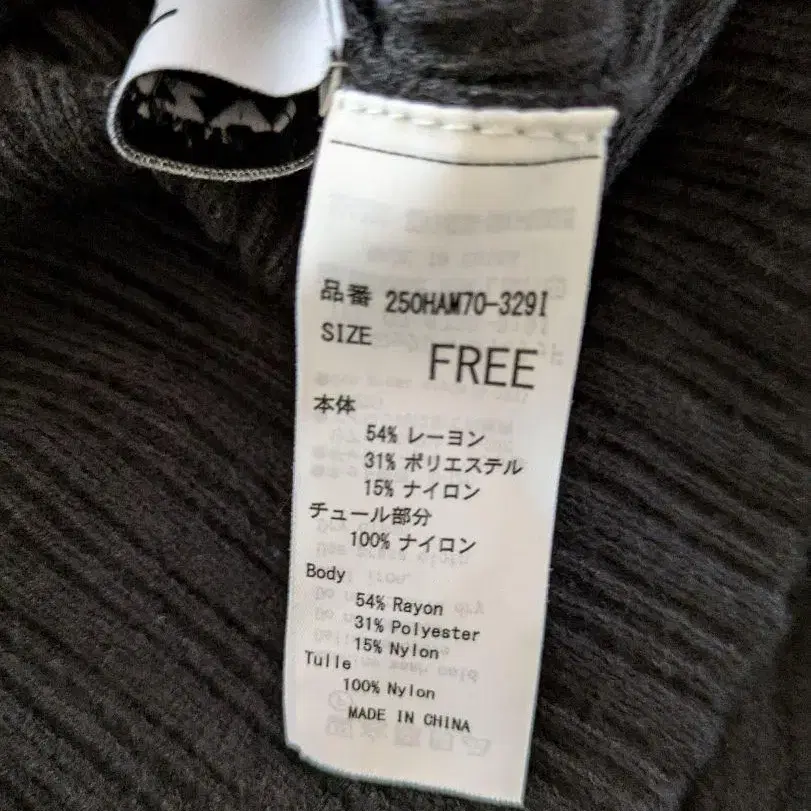 品番 250HAM70-329I
SIZE
FREE
本体
54% レーヨン
31% ポリエステル
15% ナイロン
チュール部分
100% ナイロン
Body
54% Rayon
31% Polyester
15% Nylon
Tulle
100% Nylon
MADE IN CHINA